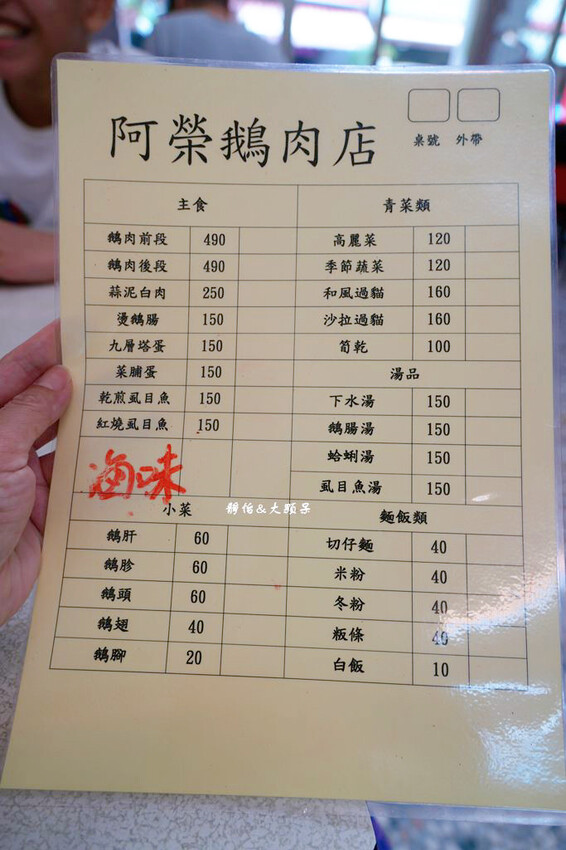 阿榮鵝肉店
桌號 外帶
主食
鵝肉前段 490
鵝肉後段 490
蒜泥白肉 250
燙鵝腸 150
九層塔蛋 150
菜脯蛋 150
乾煎虱目魚 150
紅燒虱目魚 150
滷味
小菜
鵝肝 60
鵝胗 60
鵝頭 60
鵝翅 40
鵝腳 20
青菜類
高麗菜 120
季節蔬菜 120
和風過貓 160
沙拉過貓 160
筍乾 100
湯品
下水湯 150
鵝腸湯 150
蛤蜊湯 150
虱目魚湯 150
麵飯類
切仔麵 40
米粉 40
冬粉 40
粄條 40
白飯 10